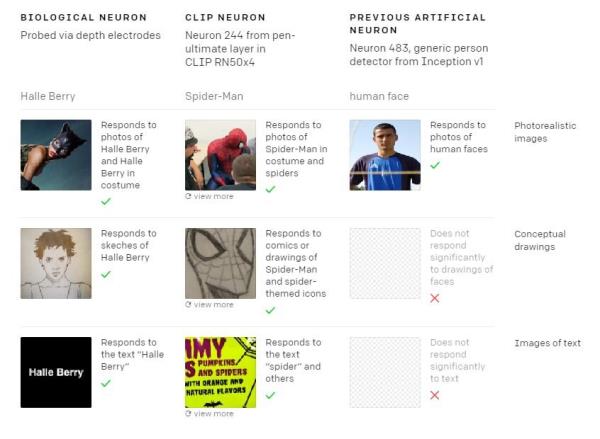 BIOLOGICAL NEURON
Probed via depth electrodes
Halle Berry
CLIP NEURON
Neuron 244 from pen-
ultimate layer in
CLIP RN50x4
Spider-Man
PREVIOUS ARTIFICIAL
NEURON
Neuron 483, generic person
detector from Inception v1
human face
Responds to
photos of
Halle Berry
and Halle
Berry in
costume
view more
Responds to
photos of
Spider-Man in
costume and
spiders
Responds to
photos of
human faces
Photorealistic
images
Responds to
skeches of
Halle Berry
view more
Responds to
comics or
drawings of
Spider-Man
and spider-
themed icons
Does not
respond
significantly
to drawings of
faces
Conceptual
drawings
Halle Berry
Responds to
the text "Halle
Berry"
MMY
S PUMPKINS
AND SPIDERS
WITH ORANGE AND
NATURAL FLAVORS
view more
Responds to
the text
"spider" and
others
Does not
respond
significantly
to text
Images of text